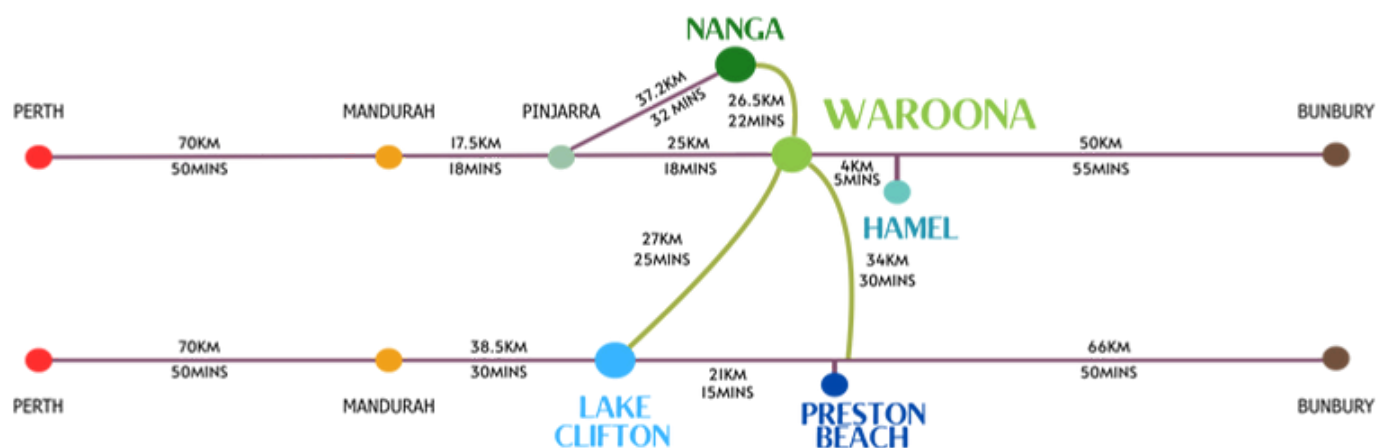 NANGA
PERTH
MANDURAH
PINJARRA
37.2KM
32 MINS
26.5KM
22MINS
WAROONA
BUNBURY
70KM
50MINS
17.5KM
18MINS
25KM
18MINS
4KM
5MINS
50KM
55MINS
HAMEL
27KM
25MINS
34KM
30MINS
70KM
50MINS
38.5KM
30MINS
21KM
15MINS
66KM
50MINS
PERTH
MANDURAH
LAKE
CLIFTON
PRESTON
BEACH
BUNBURY